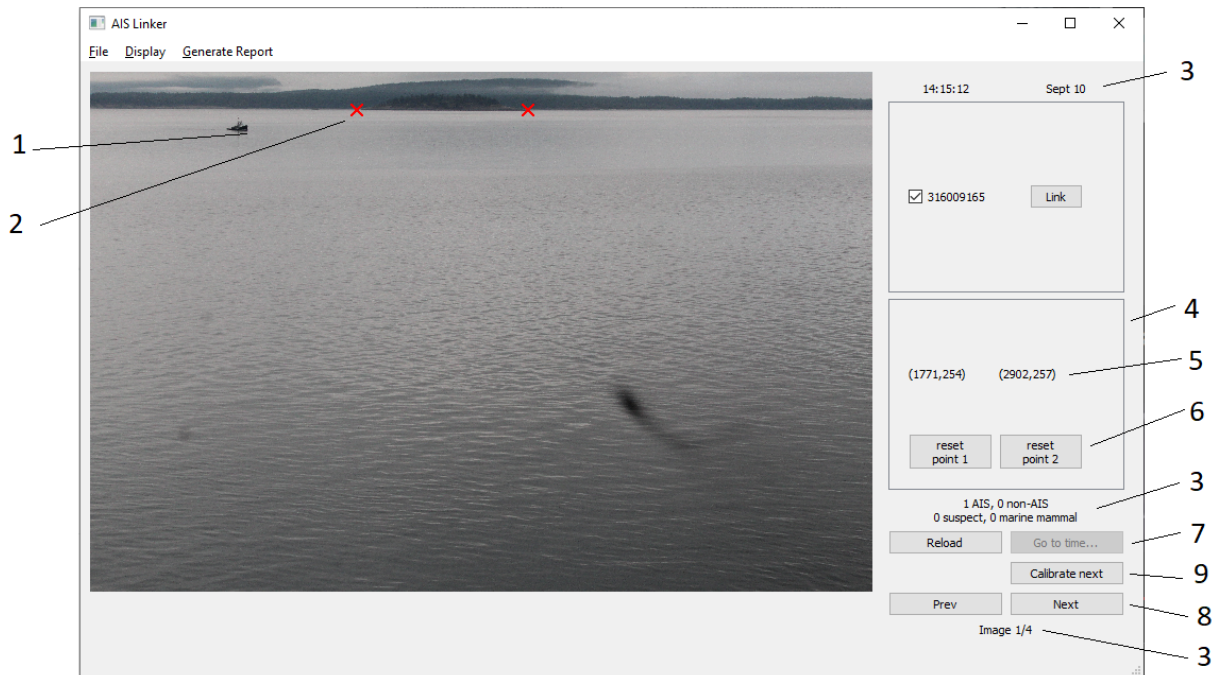 AIS Linker
File Display Generate Report
14:15:12 Sept 10
3
1
316009165 Link
2
4
(1771,254) (2902,257)
5
6
reset
point 1
reset
point 2
3
1 AIS, 0 non-AIS
0 suspect, 0 marine mammal
Reload Go to time...
7
Calibrate next
9
Prev Next
8
Image 1/4
3